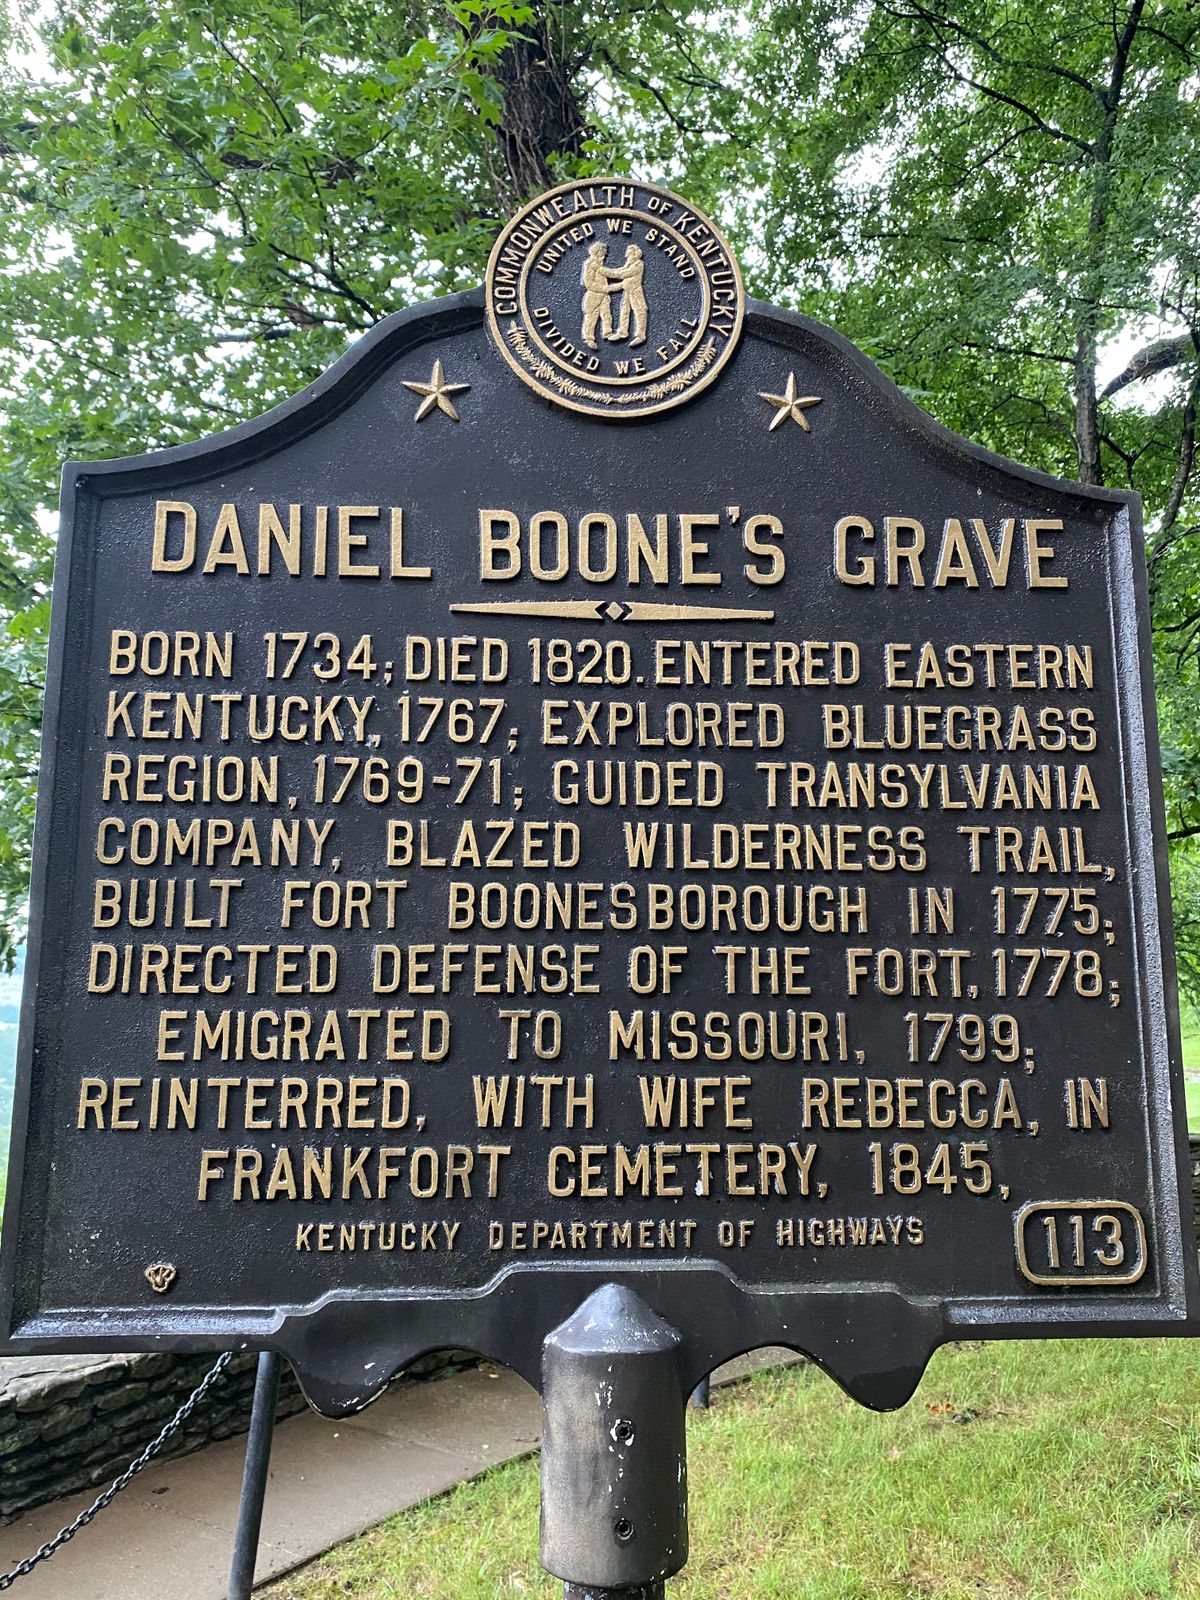 COMMONWEALTH OF KENTUCKY
UNITED WE STAND
DIVIDED WE FALL
DANIEL BOONE'S GRAVE
BORN 1734; DIED 1820. ENTERED EASTERN
KENTUCKY, 1767; EXPLORED BLUEGRASS
REGION, 1769-71; GUIDED TRANSYLVANIA
COMPANY, BLAZED WILDERNESS TRAIL,
BUILT FORT BOONESBOROUGH IN 1775;
DIRECTED DEFENSE OF THE FORT, 1778;
EMIGRATED TO MISSOURI, 1799;
REINTERRED, WITH WIFE REBECCA, IN
FRANKFORT CEMETERY, 1845,
KENTUCKY DEPARTMENT OF HIGHWAYS
113